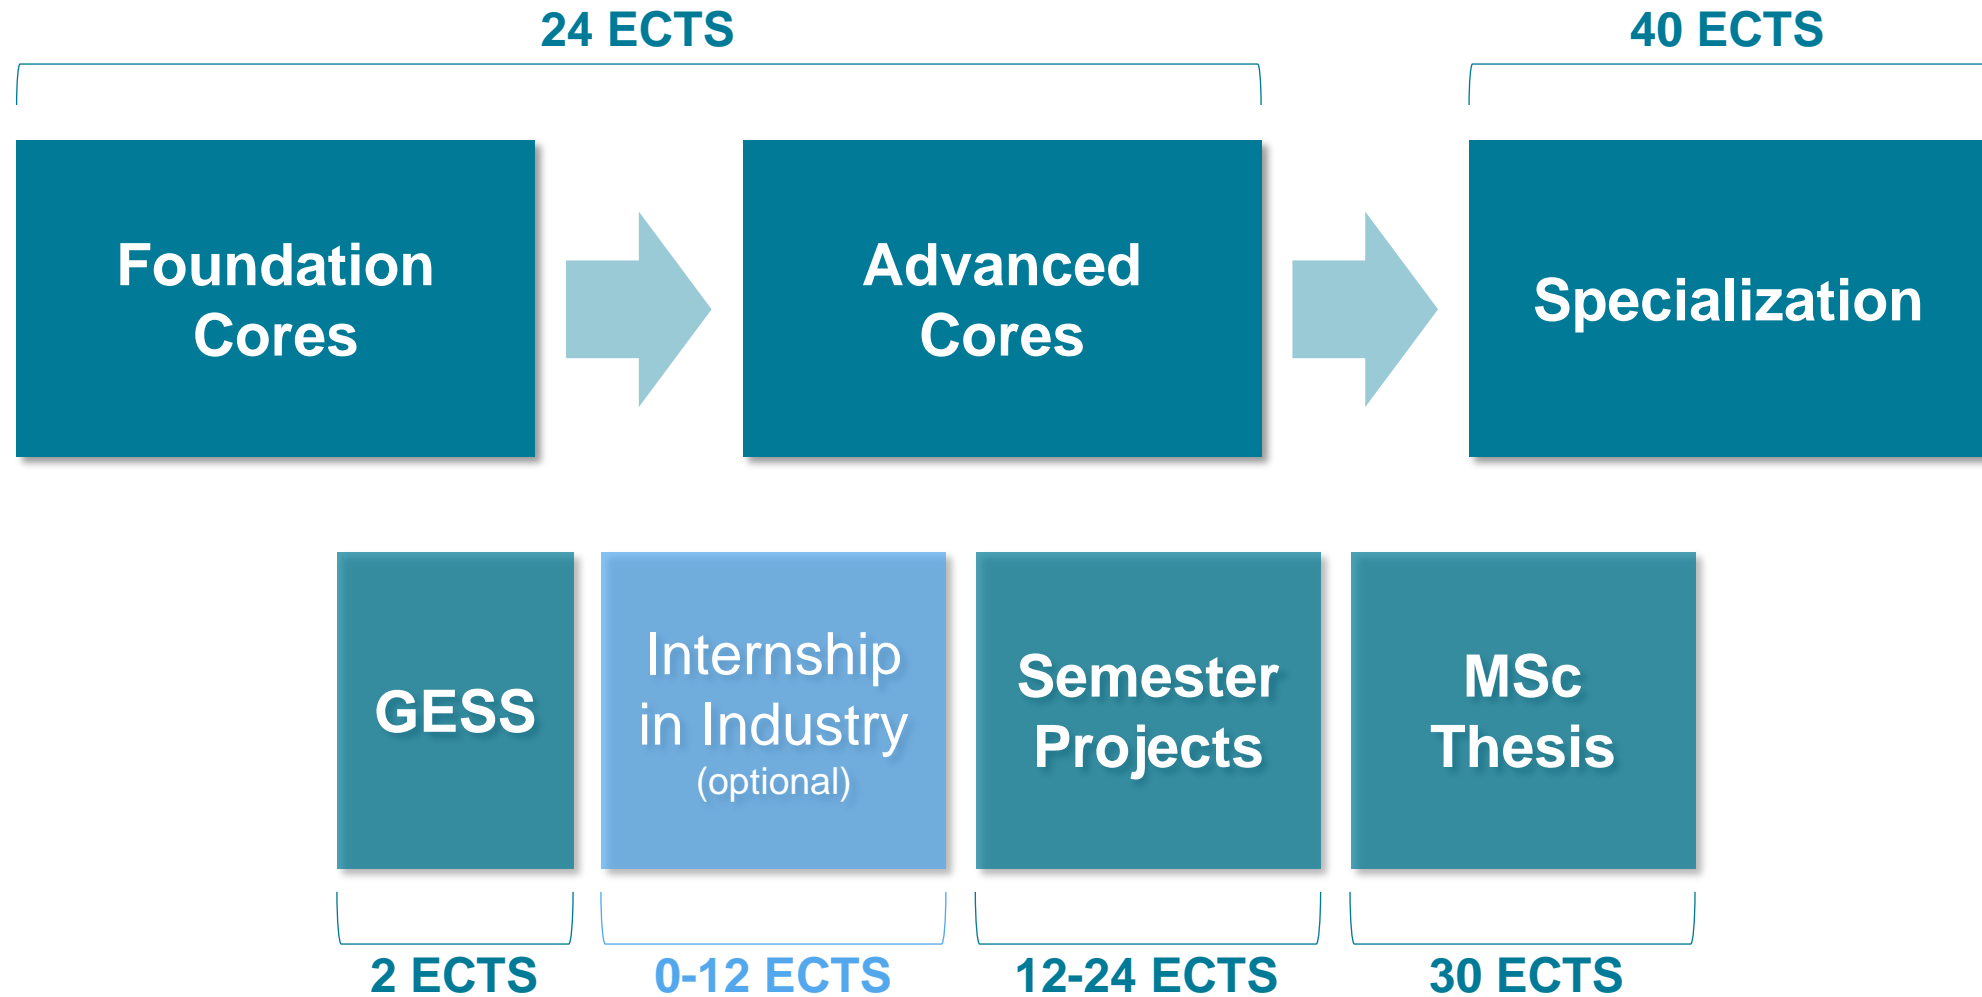 24 ECTS
40 ECTS
Foundation
Cores
Advanced
Cores
Specialization
GESS
Internship
in Industry
(optional)
Semester
Projects
MSc
Thesis
2 ECTS
0-12 ECTS
12-24 ECTS
30 ECTS